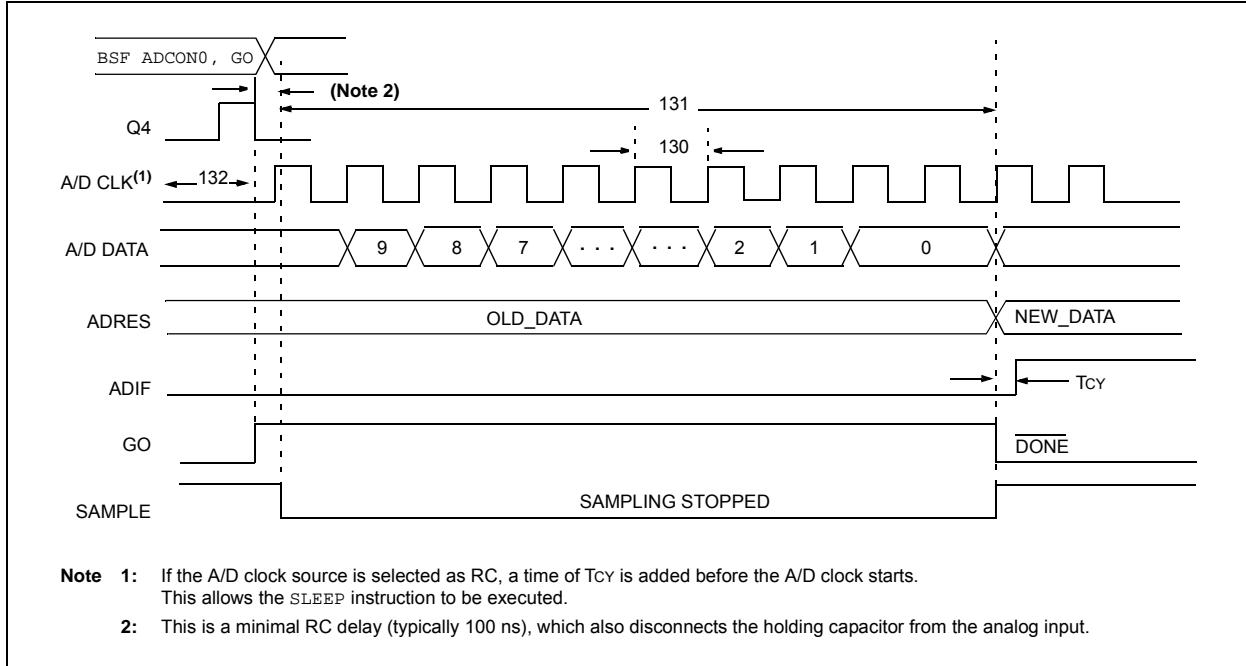 BSF ADCON0, GO
(Note 2)
131
Q4
130
A/D CLK(1)
132
A/D DATA
9 8 7 · · · · · · 2 1 0
ADRES
OLD_DATA
NEW_DATA
ADIF
TCY
GO
DONE
SAMPLE
SAMPLING STOPPED
Note 1: If the A/D clock source is selected as RC, a time of TCY is added before the A/D clock starts.
This allows the SLEEP instruction to be executed.
2: This is a minimal RC delay (typically 100 ns), which also disconnects the holding capacitor from the analog input.